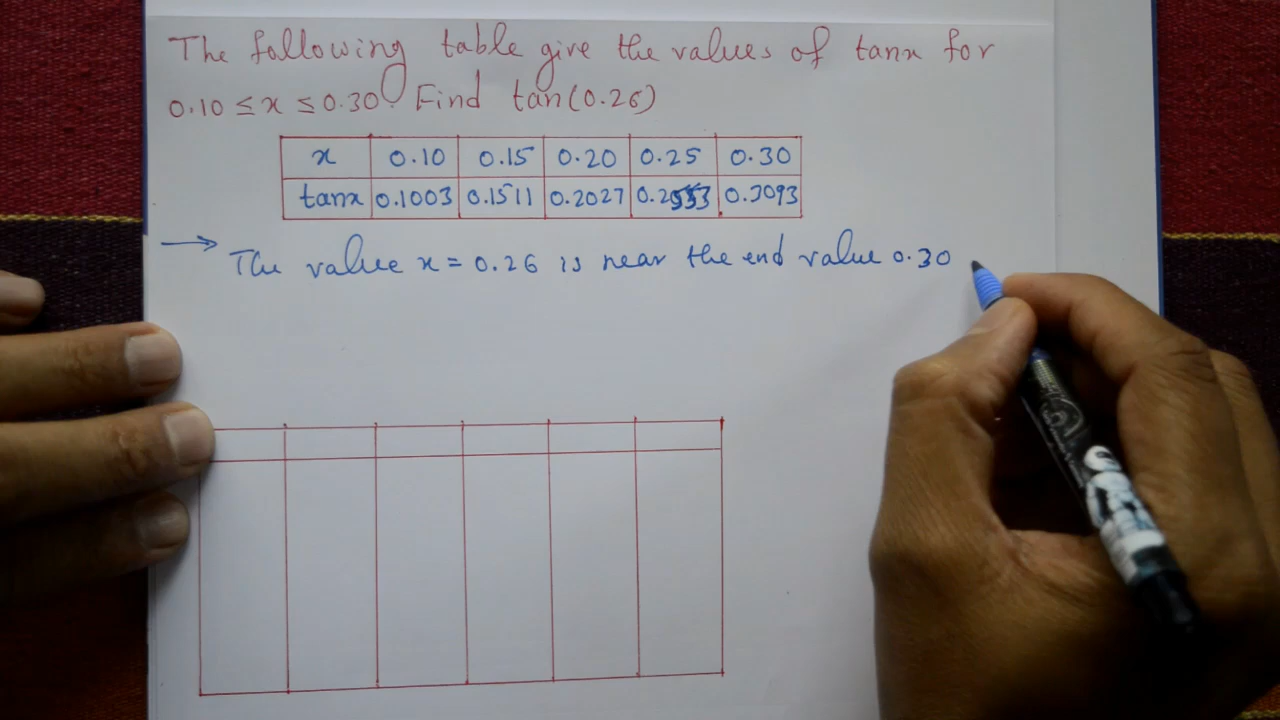 The following table give the values of tanx for
0.10 ≤ x ≤ 0.30 Find tan(0.26)
x 0.10 0.15 0.20 0.25 0.30
tanx 0.1003 0.1511 0.2027 0.2553 0.3093
→ The value x = 0.26 is near the end value 0.30